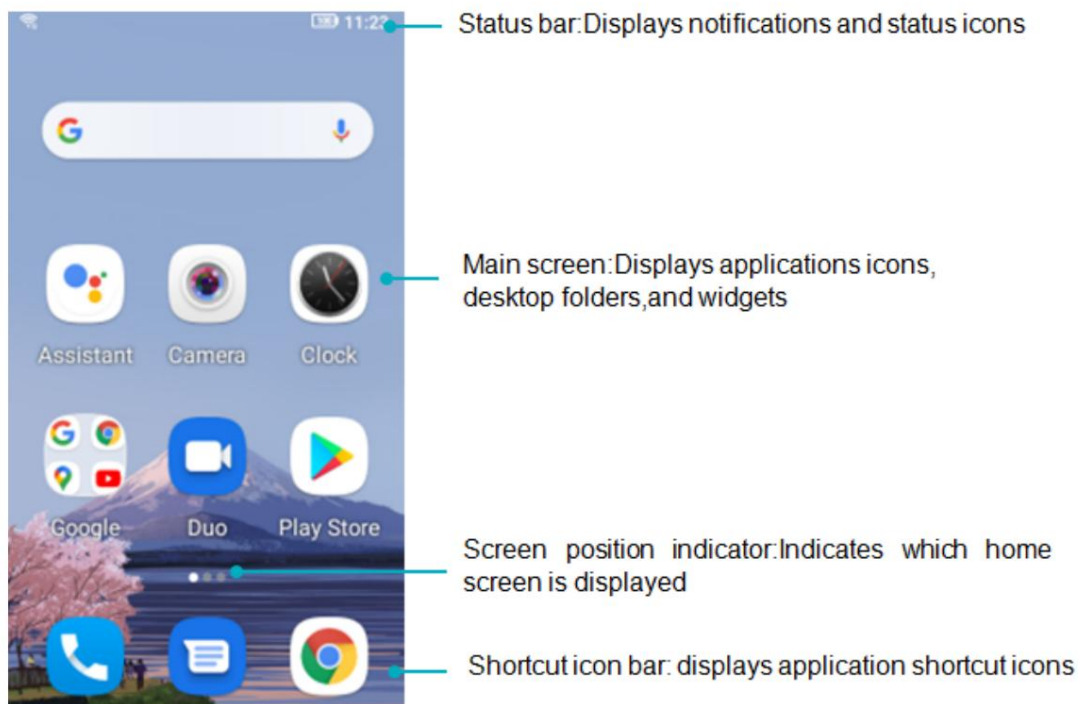 100 11:23
Status bar:Displays notifications and status icons
G
Main screen:Displays applications icons,
desktop folders,and widgets
Assistant Camera Clock
G
Google Duo Play Store
Screen position indicator:Indicates which home
screen is displayed
Shortcut icon bar: displays application shortcut icons